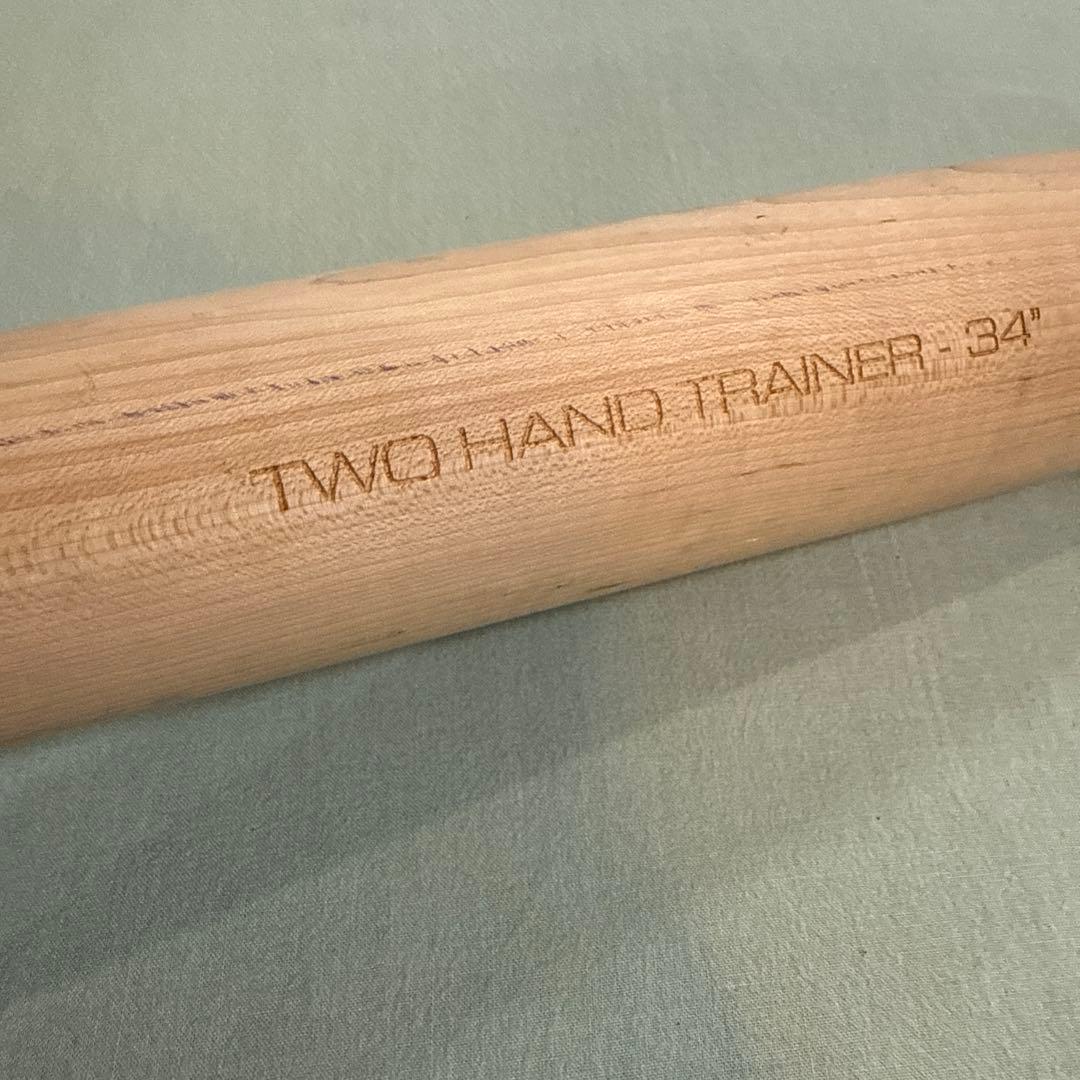 TWO HAND TRAINER - 34"